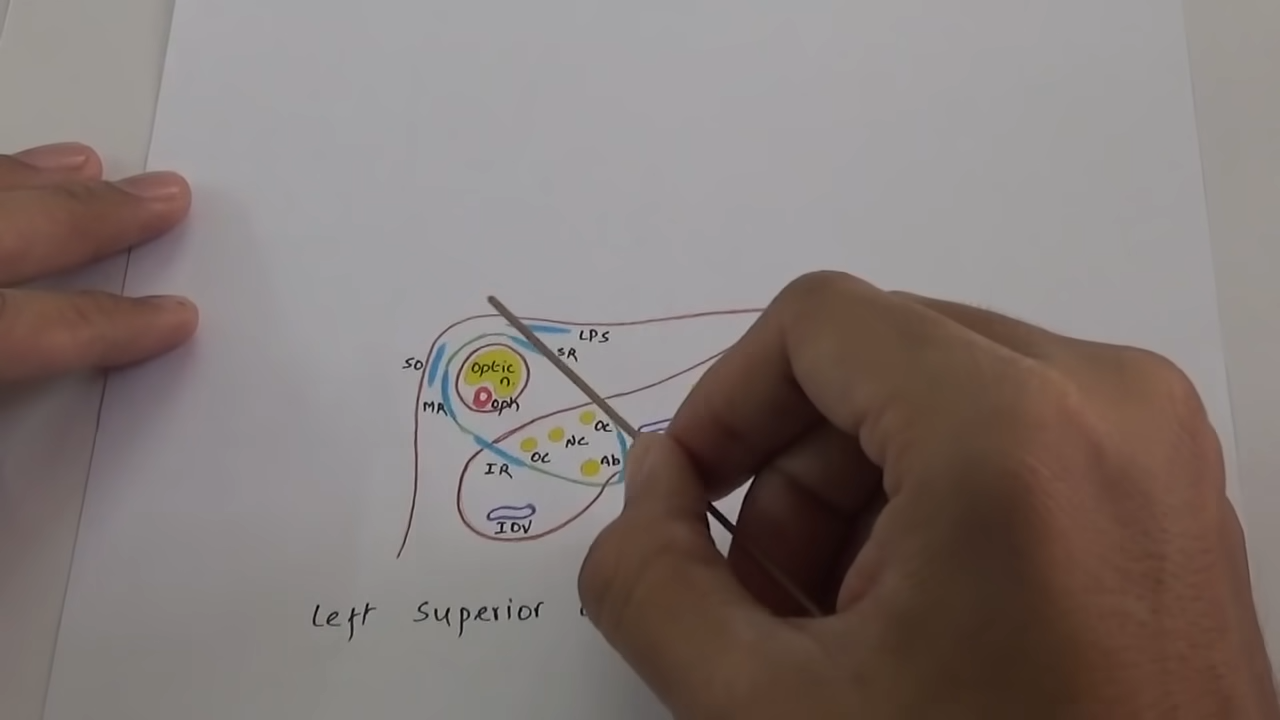 LPS
SR
SO
Optic
n.
Oph
MR
Oc
Nc
Oc
Ab
IR
IOV
Left Superior